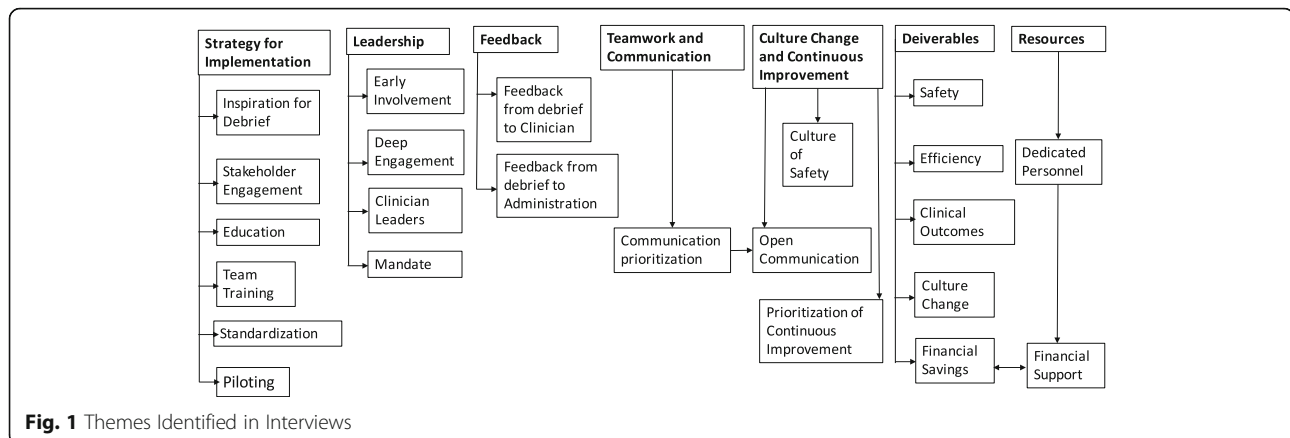 Strategy for
Implementation
Inspiration for
Debrief
Stakeholder
Engagement
Education
Team
Training
Standardization
Piloting
Leadership
Early
Involvement
Deep
Engagement
Clinician
Leaders
Mandate
Feedback
Feedback
from debrief
to Clinician
Feedback from
debrief to
Administration
Teamwork and
Communication
Communication
prioritization
Culture Change
and Continuous
Improvement
Culture
of
Safety
Open
Communication
Prioritization of
Continuous
Improvement
Deiverables
Safety
Efficiency
Clinical
Outcomes
Culture
Change
Financial
Savings
Resources
Dedicated
Personnel
Financial
Support
Fig. 1 Themes Identified in Interviews